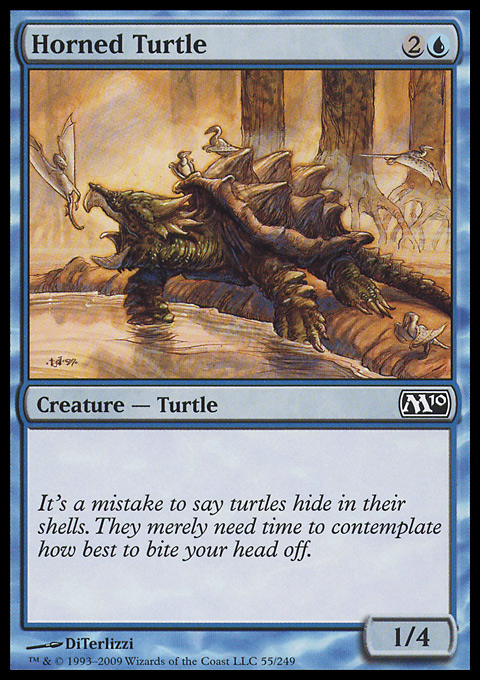 Horned Turtle 2
.td.97.
Creature — Turtle M10
It's a mistake to say turtles hide in their
shells. They merely need time to contemplate
how best to bite your head off.
1/4
DiTerlizzi
™ & © 1993–2009 Wizards of the Coast LLC 55/249